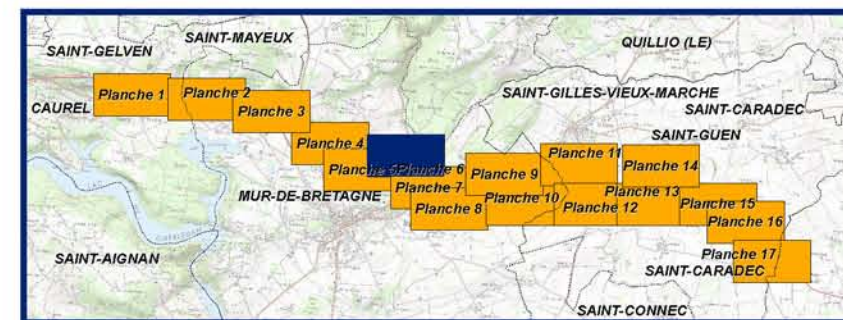 SAINT-MAYEUX
QUILLIO (LE)
SAINT-GELVEN
SAINT-GILLES-VIEUX-MARCHE
CAUREL
Planche 1
Planche 2
Planche 3
SAINT-CARADEC
SAINT-GUEN
Planche 4
Planche 11
Planche 14
Planche 5
Planche 6
Planche 9
MUR-DE-BRETAGNE
Planche 7
Planche 8
Planche 10
Planche 12
Planche 13
Planche 15
Planche 16
Planche 17
SAINT-AIGNAN
SAINT-CARADEC
SAINT-CONNEC